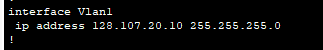 interface Vlan1
 ip address 128.107.20.10 255.255.255.0
!